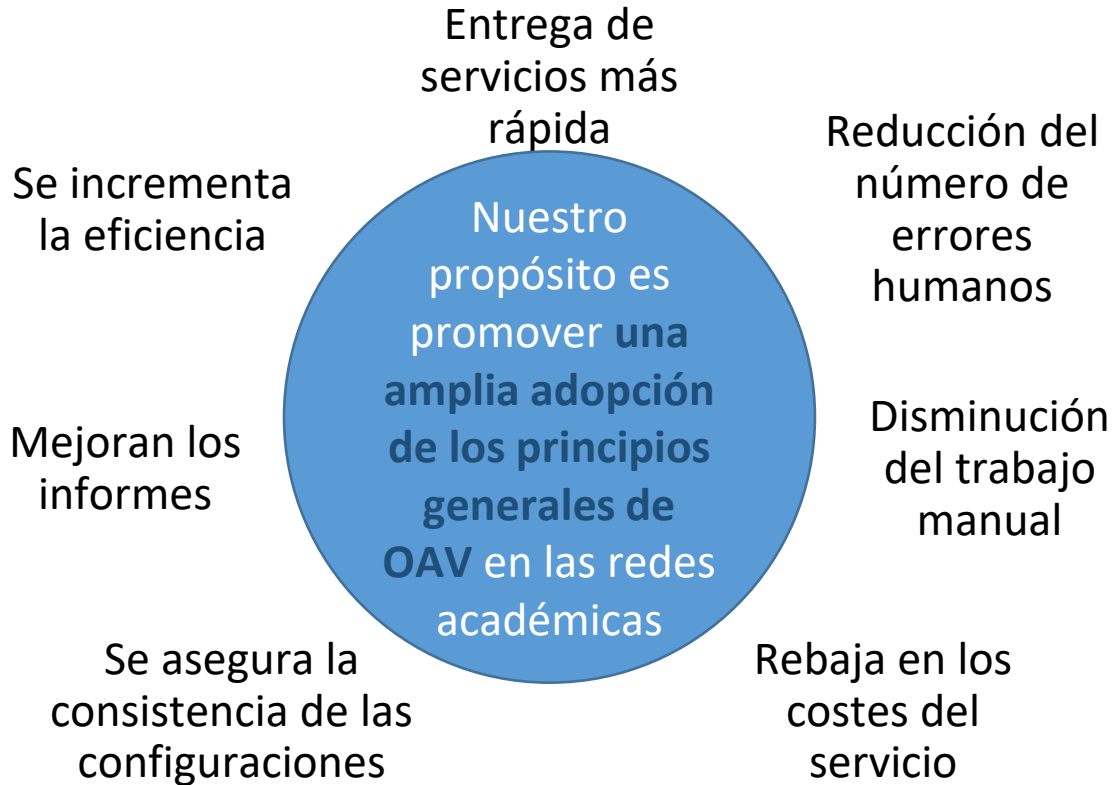 Entrega de
servicios más
rápida
Reducción del
número de
errores
humanos
Disminución
del trabajo
manual
Rebaja en los
costes del
servicio
Se asegura la
consistencia de las
configuraciones
Mejoran los
informes
Se incrementa
la eficiencia
Nuestro
propósito es
promover una
amplia adopción
de los principios
generales de
OAV en las redes
académicas